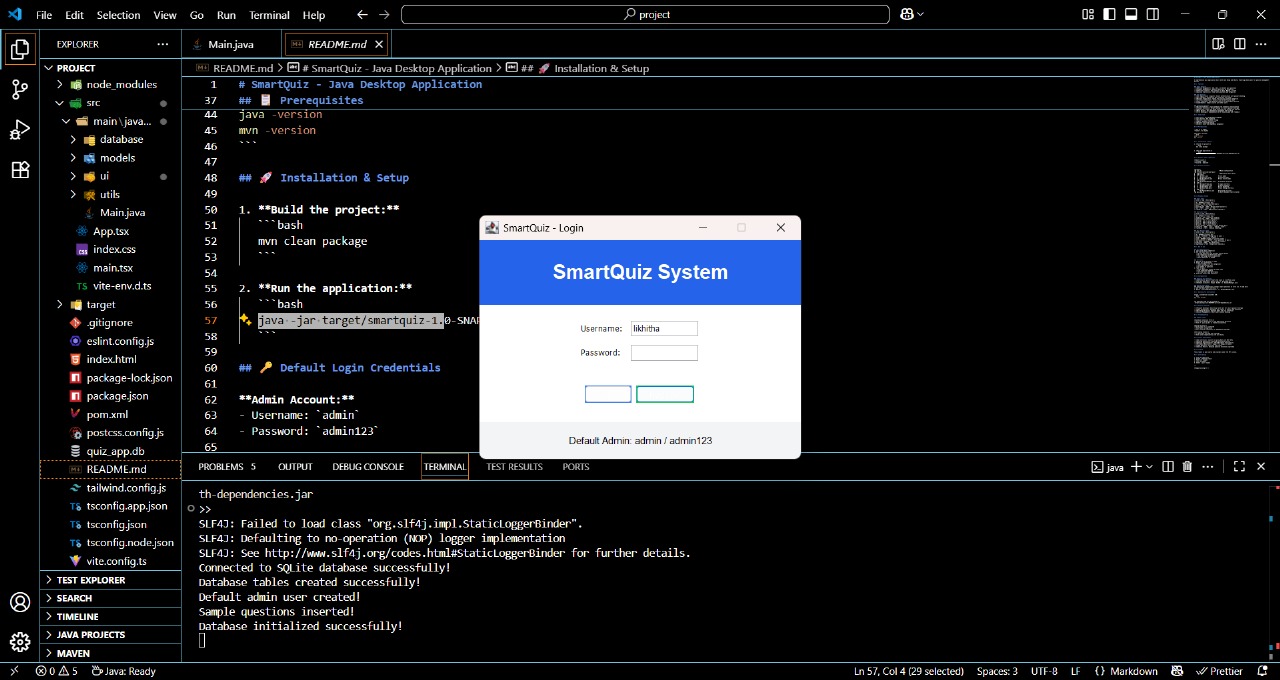 File Edit Selection View Go Run Terminal Help
project
EXPLORER
Main.java
README.md
PROJECT
README.md > # SmartQuiz - Java Desktop Application > ## 🚀 Installation & Setup
node_modules
src
main\java...
database
models
ui
utils
Main.java
App.tsx
index.css
main.tsx
vite-env.d.ts
target
.gitignore
eslint.config.js
index.html
package-lock.json
package.json
pom.xml
postcss.config.js
quiz_app.db
README.md
tailwind.config.js
tsconfig.app.json
tsconfig.json
tsconfig.node.json
vite.config.ts
TEST EXPLORER
SEARCH
TIMELINE
JAVA PROJECTS
MAVEN
1 # SmartQuiz - Java Desktop Application
37 ## 📋 Prerequisites
44 java -version
45 mvn -version
46 ```
47
48 ## 🚀 Installation & Setup
49
50 1. **Build the project:**
51 ```bash
52 mvn clean package
53 ```
54
55 2. **Run the application:**
56 ```bash
57 java -jar target/smartquiz-1.0-SNAP
58 ```
59
60 ## 🔑 Default Login Credentials
61
62 **Admin Account:**
63 - Username: `admin`
64 - Password: `admin123`
65
SmartQuiz - Login
SmartQuiz System
Username: likhitha
Password:
Default Admin: admin / admin123
PROBLEMS 5 OUTPUT DEBUG CONSOLE TERMINAL TEST RESULTS PORTS
java
th-dependencies.jar
>>
SLF4J: Failed to load class "org.slf4j.impl.StaticLoggerBinder".
SLF4J: Defaulting to no-operation (NOP) logger implementation
SLF4J: See http://www.slf4j.org/codes.html#StaticLoggerBinder for further details.
Connected to SQLite database successfully!
Database tables created successfully!
Default admin user created!
Sample questions inserted!
Database initialized successfully!
0 5 Java: Ready
Ln 57, Col 4 (29 selected) Spaces: 3 UTF-8 LF {} Markdown Prettier